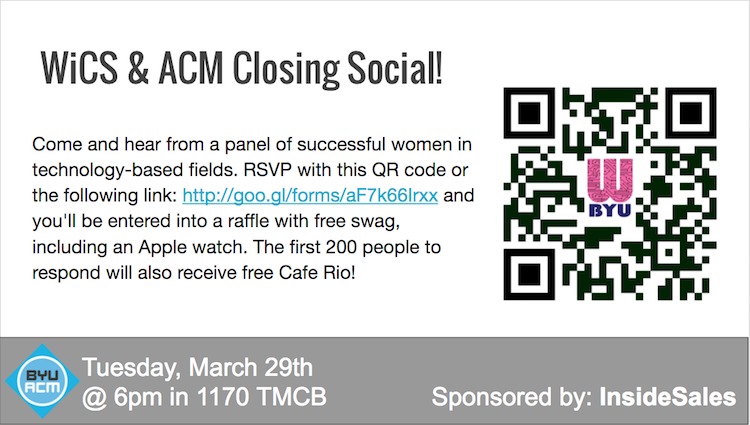 WiCS & ACM Closing Social!
Come and hear from a panel of successful women in
technology-based fields. RSVP with this QR code or
the following link: http://goo.gl/forms/aF7k66Irxx and
you'll be entered into a raffle with free swag,
including an Apple watch. The first 200 people to
respond will also receive free Cafe Rio!
W
BYU
BYU
ACM
Tuesday, March 29th
@ 6pm in 1170 TMCB
Sponsored by: InsideSales